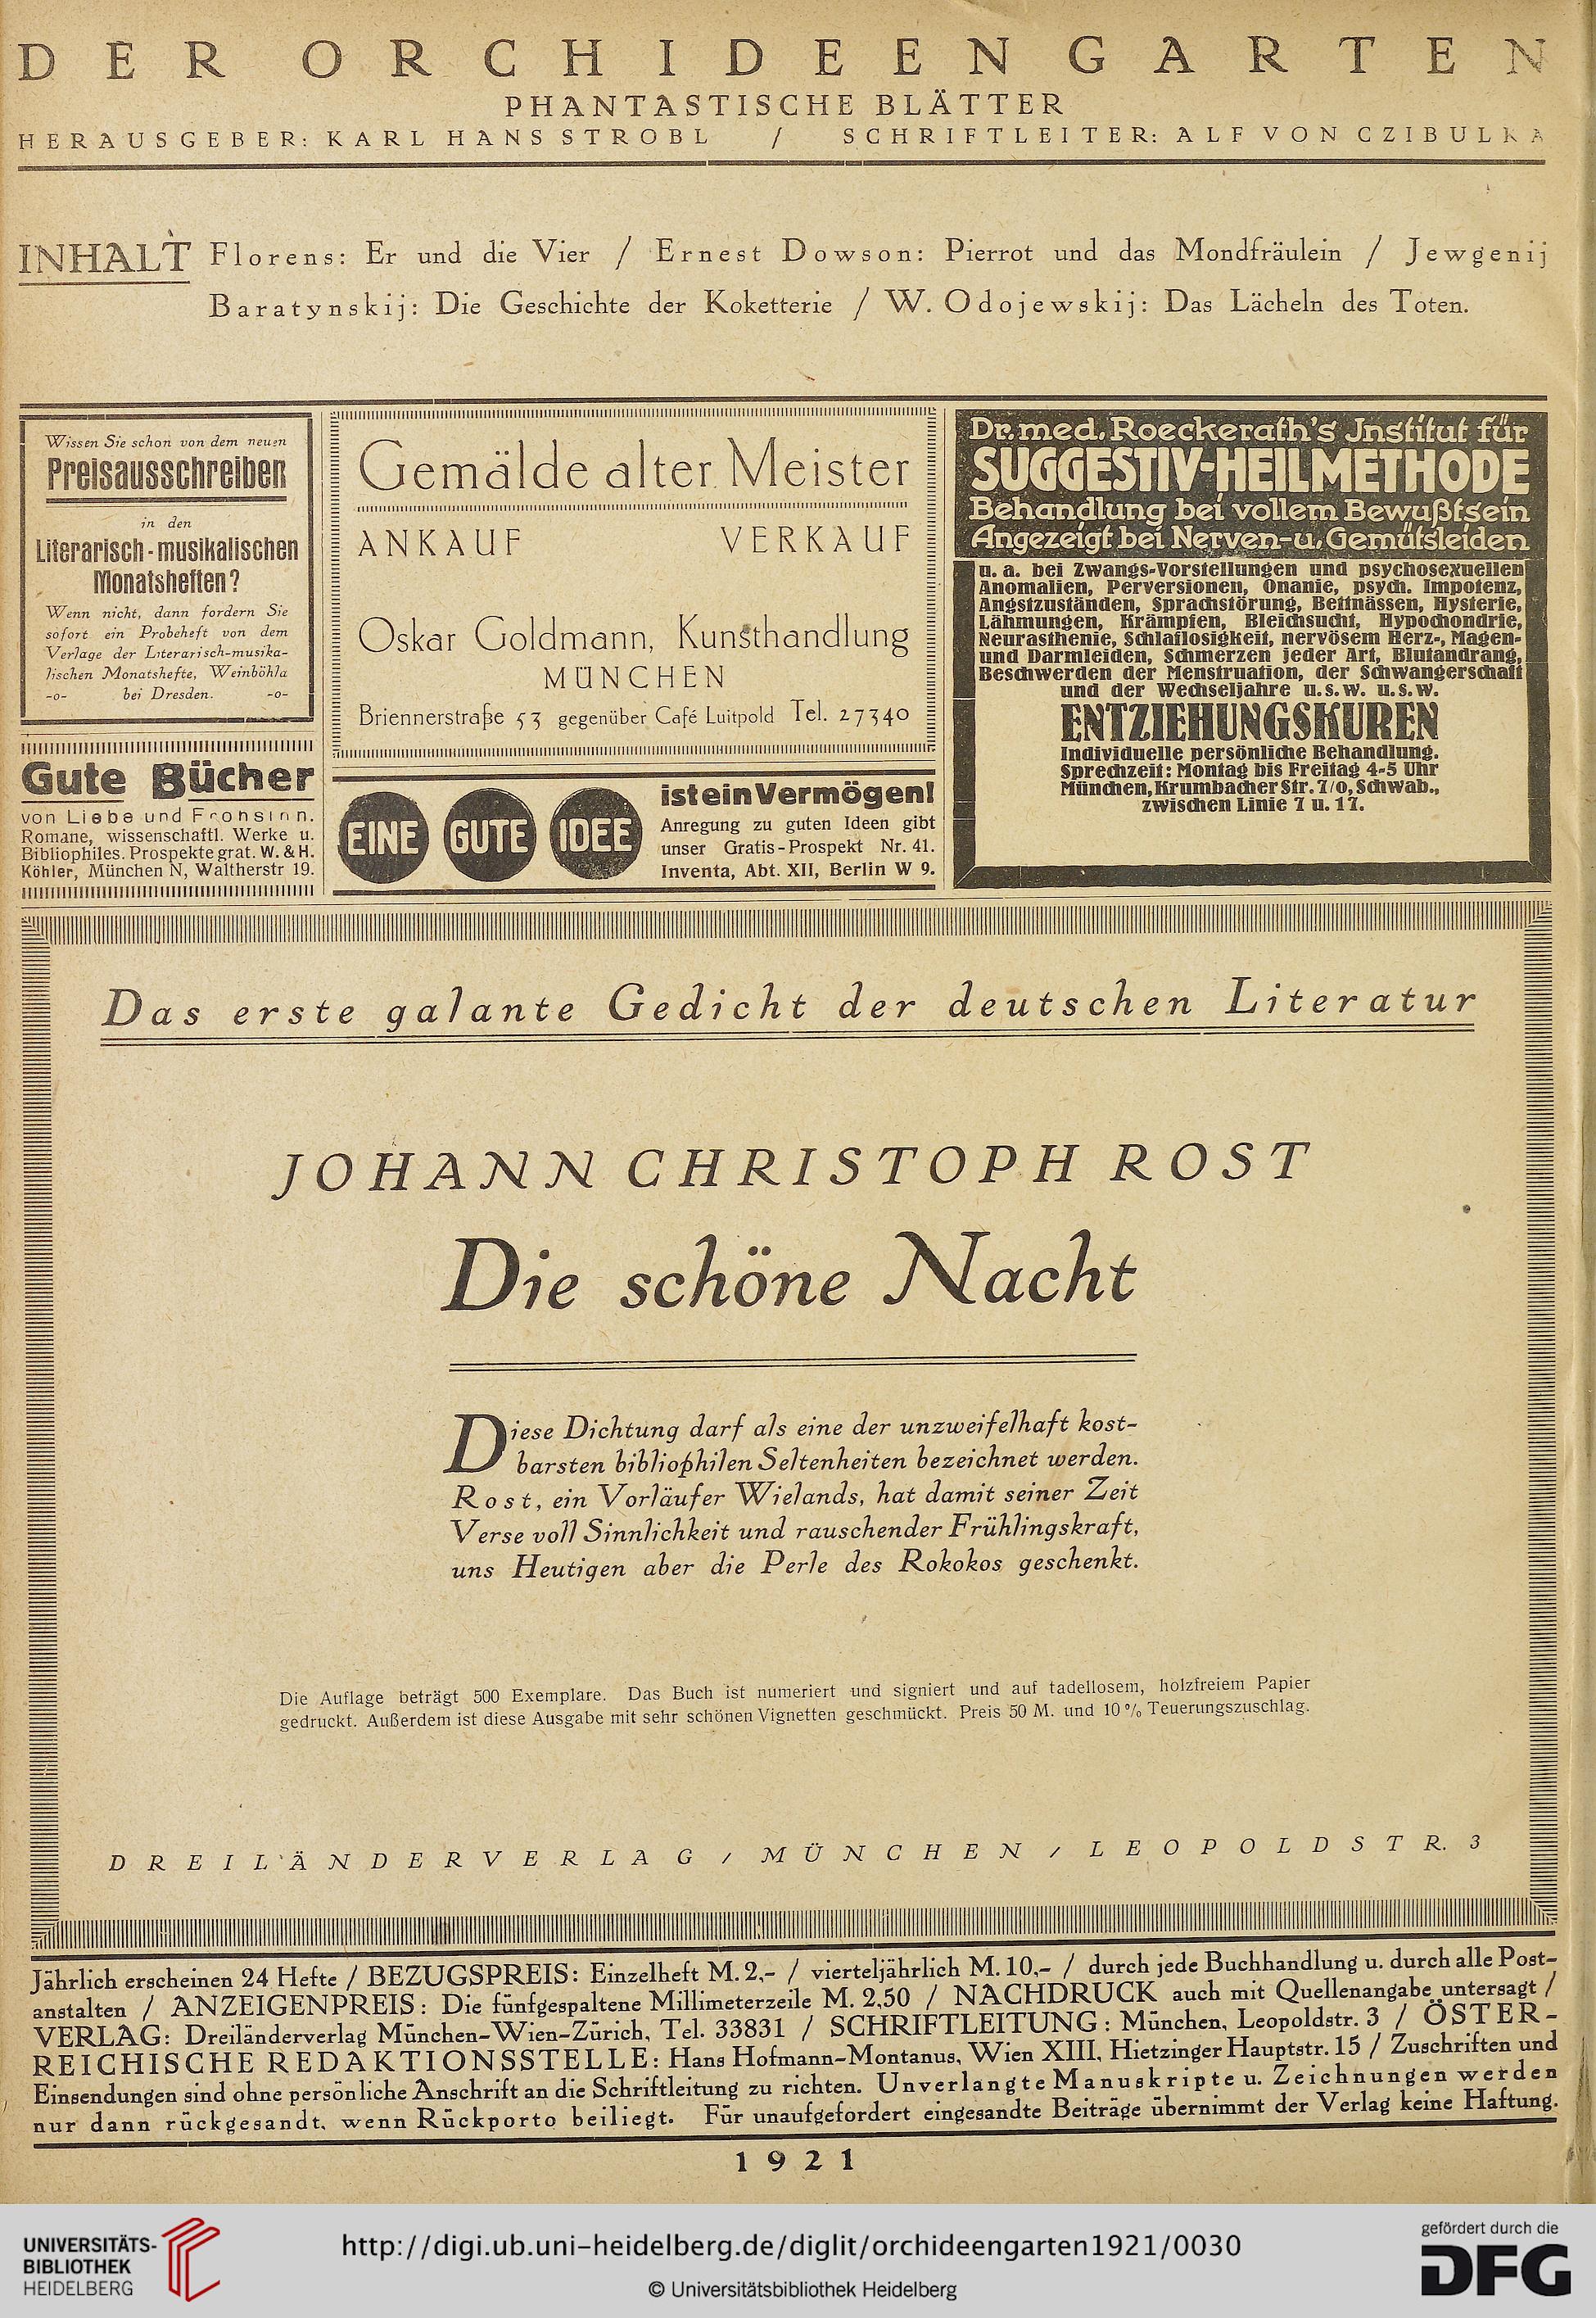 DER ORCHIDEENGARTEN
PHANTASTISCHE BLÄTTER
HERAUSGEBER: KARL HANS STROBL / SCHRIFTLEITER: ALF VON CZIBULKA
INHALT Florens: Er und die Vier / Ernest Dowson: Pierrot und das Mondfräulein / Jewgenij
Baratynskij: Die Geschichte der Koketterie / W. Odojewskij: Das Lächeln des Toten.
Wissen Sie schon von dem neuen
Preisausschreiben
in den
Literarisch-musikalischen
Monatsheften?
Wenn nicht, dann fordern Sie
sofort ein Probeheft von dem
Verlage der Literarisch-musika-
lischen Monatshefte, Weinböhla
-o- bei Dresden. -o-
Gute Bücher
von Liebe und Frohsinn.
Romane, wissenschaftl. Werke u.
Bibliophiles. Prospekte grat. W. & H.
Köhler, München N, Waltherstr 19.
Gemälde alter Meister
ANKAUF VERKAUF
Oskar Goldmann, Kunsthandlung
MÜNCHEN
Briennerstraße 53 gegenüber Café Luitpold Tel. 27340
EINE GUTE IDEE
ist ein Vermögen!
Anregung zu guten Ideen gibt
unser Gratis-Prospekt Nr. 41.
Inventa, Abt. XII, Berlin W 9.
Dr. med. Roeckerath's Jnstitut für
SUGGESTIV-HEILMETHODE
Behandlung bei vollem Bewußtsein
Angezeigt bei Nerven-u. Gemütsleiden
u. a. bei Zwangs-Vorstellungen und psychosexuellen
Anomalien, Perversionen, Onanie, psych. Impotenz,
Angstzuständen, Sprachstörung, Bettnässen, Hysterie,
Lähmungen, Krämpfen, Bleichsucht, Hypochondrie,
Neurasthenie, Schlaflosigkeit, nervösem Herz-, Magen-
und Darmleiden, Schmerzen jeder Art, Blutandrang,
Beschwerden der Menstruation, der Schwangerschaft
und der Wechseljahre u. s. w. u. s. w.
ENTZIEHUNGSKUREN
Individuelle persönliche Behandlung.
Sprechzeit: Montag bis Freitag 4-5 Uhr
München, Krumbacher Str. 7/0, Schwab.,
zwischen Linie 7 u. 17.
Das erste galante Gedicht der deutschen Literatur
JOHANN CHRISTOPH ROST
Die schöne Nacht
Diese Dichtung darf als eine der unzweifelhaft kost-
barsten bibliophilen Seltenheiten bezeichnet werden.
Rost, ein Vorläufer Wielands, hat damit seiner Zeit
Verse voll Sinnlichkeit und rauschender Frühlingskraft,
uns Heutigen aber die Perle des Rokokos geschenkt.
Die Auflage beträgt 500 Exemplare. Das Buch ist numeriert und signiert und auf tadellosem, holzfreiem Papier
gedruckt. Außerdem ist diese Ausgabe mit sehr schönen Vignetten geschmückt. Preis 50 M. und 10 % Teuerungszuschlag.
DREILÄNDERVERLAG / MÜNCHEN / LEOPOLDSTR. 3
Jährlich erscheinen 24 Hefte / BEZUGSPREIS: Einzelheft M. 2,- / vierteljährlich M. 10,- / durch jede Buchhandlung u. durch alle Post-
anstalten / ANZEIGENPREIS: Die fünfgespaltene Millimeterzeile M. 2,50 / NACHDRUCK auch mit Quellenangabe untersagt /
VERLAG: Dreiländerverlag München-Wien-Zürich, Tel. 33831 / SCHRIFTLEITUNG: München, Leopoldstr. 3 / ÖSTER-
REICHISCHE REDAKTIONSSTELLE: Hans Hofmann-Montanus, Wien XIII, Hietzinger Hauptstr. 15 / Zuschriften und
Einsendungen sind ohne persönliche Anschrift an die Schriftleitung zu richten. Unverlangte Manuskripte u. Zeichnungen werden
nur dann rückgesandt, wenn Rückporto beiliegt. Für unaufgefordert eingesandte Beiträge übernimmt der Verlag keine Haftung.
1921
UNIVERSITÄTS-
BIBLIOTHEK
HEIDELBERG
http://digi.ub.uni-heidelberg.de/diglit/orchideengarten1921/0030
© Universitätsbibliothek Heidelberg
gefördert durch die
DFG